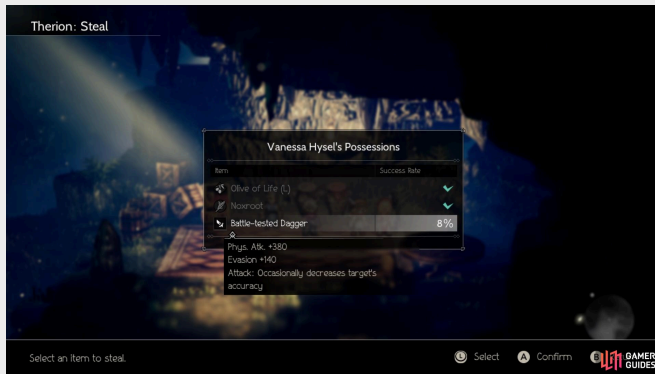 Therion: Steal
Vanessa Hysel's Possessions
Item Success Rate
Olive of Life (L)
Noxroot
Battle-tested Dagger 8%
Phys. Atk. +380
Evasion +140
Attack: Occasionally decreases target's
accuracy
Select an item to steal.
L Select A Confirm B
GAMER
GUIDES